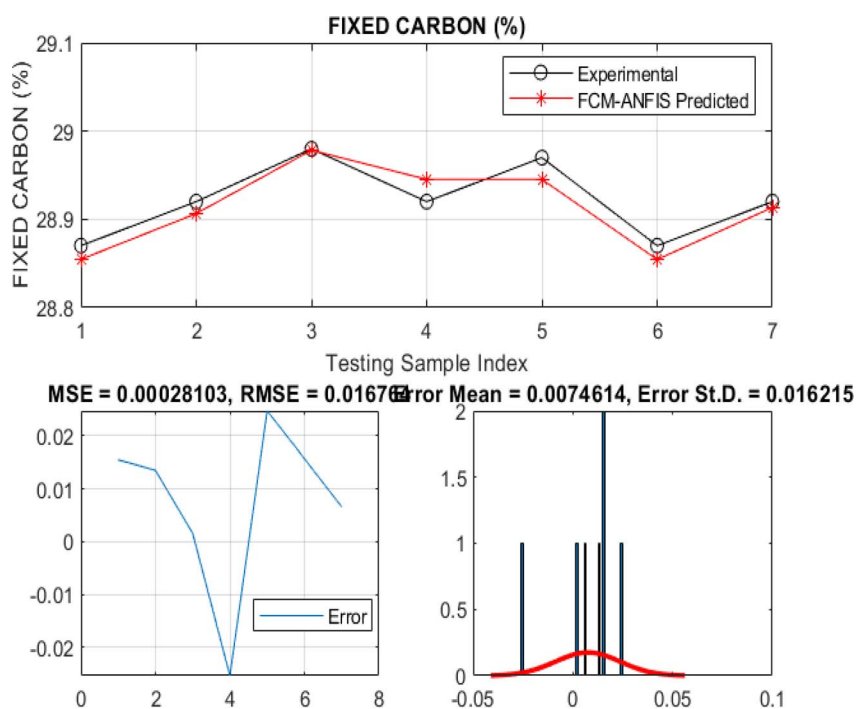 FIXED CARBON (%)
29.1
29
28.9
28.8
FIXED CARBON (%)
Experimental
FCM-ANFIS Predicted
1 2 3 4 5 6 7
Testing Sample Index
MSE = 0.00028103, RMSE = 0.016764
0.02
0.01
0
-0.01
-0.02
Error
0 2 4 6 8
Error Mean = 0.0074614, Error St.D. = 0.016215
2
1.5
1
0.5
0
-0.05 0 0.05 0.1